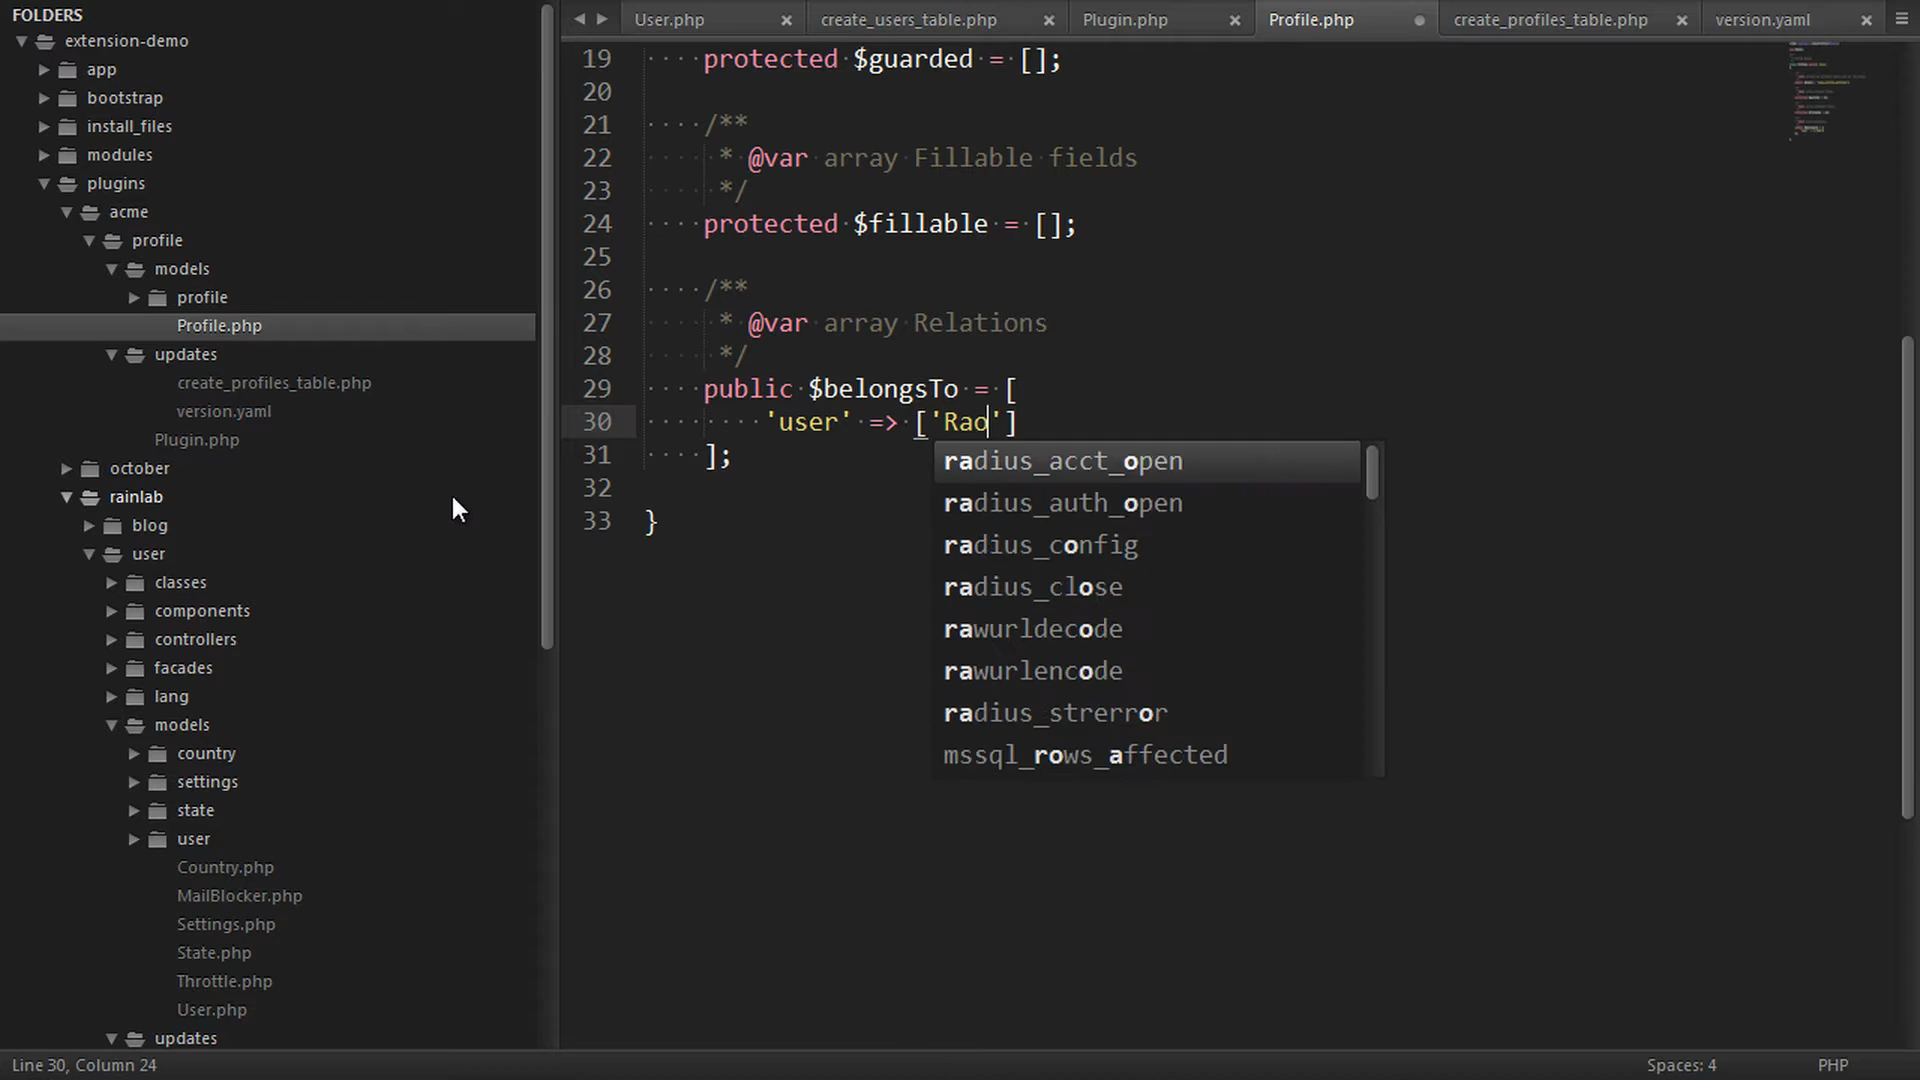 FOLDERS
extension-demo
app
bootstrap
install_files
modules
plugins
acme
profile
models
profile
Profile.php
updates
create_profiles_table.php
version.yaml
Plugin.php
october
rainlab
blog
user
classes
components
controllers
facades
lang
models
country
settings
state
user
Country.php
MailBlocker.php
Settings.php
State.php
Throttle.php
User.php
updates
User.php × create_users_table.php × Plugin.php × Profile.php create_profiles_table.php × version.yaml ×
19 protected $guarded = [];
20
21 /**
22 * @var array Fillable fields
23 */
24 protected $fillable = [];
25
26 /**
27 * @var array Relations
28 */
29 public $belongsTo = [
30 'user' => ['Rao']
31 ];
32
33 }
radius_acct_open
radius_auth_open
radius_config
radius_close
rawurldecode
rawurlencode
radius_strerror
mssql_rows_affected
Line 30, Column 24 Spaces: 4 PHP